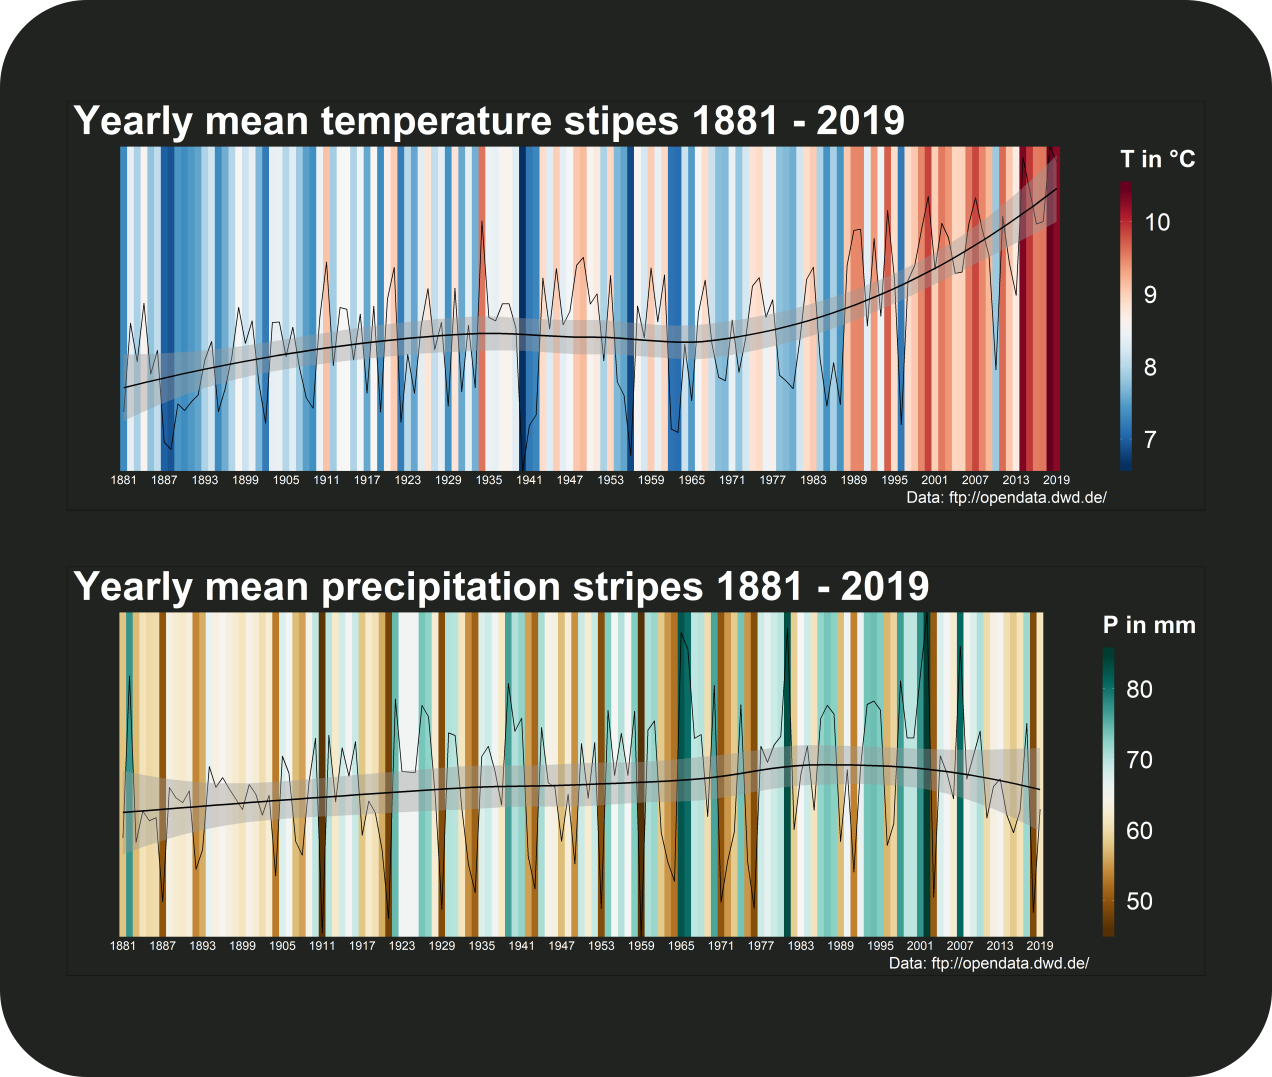 Yearly mean temperature stipes 1881 - 2019
T in °C
10
9
8
7
1881 1887 1893 1899 1905 1911 1917 1923 1929 1935 1941 1947 1953 1959 1965 1971 1977 1983 1989 1995 2001 2007 2013 2019
Data: ftp://opendata.dwd.de/
Yearly mean precipitation stripes 1881 - 2019
P in mm
80
70
60
50
1881 1887 1893 1899 1905 1911 1917 1923 1929 1935 1941 1947 1953 1959 1965 1971 1977 1983 1989 1995 2001 2007 2013 2019
Data: ftp://opendata.dwd.de/